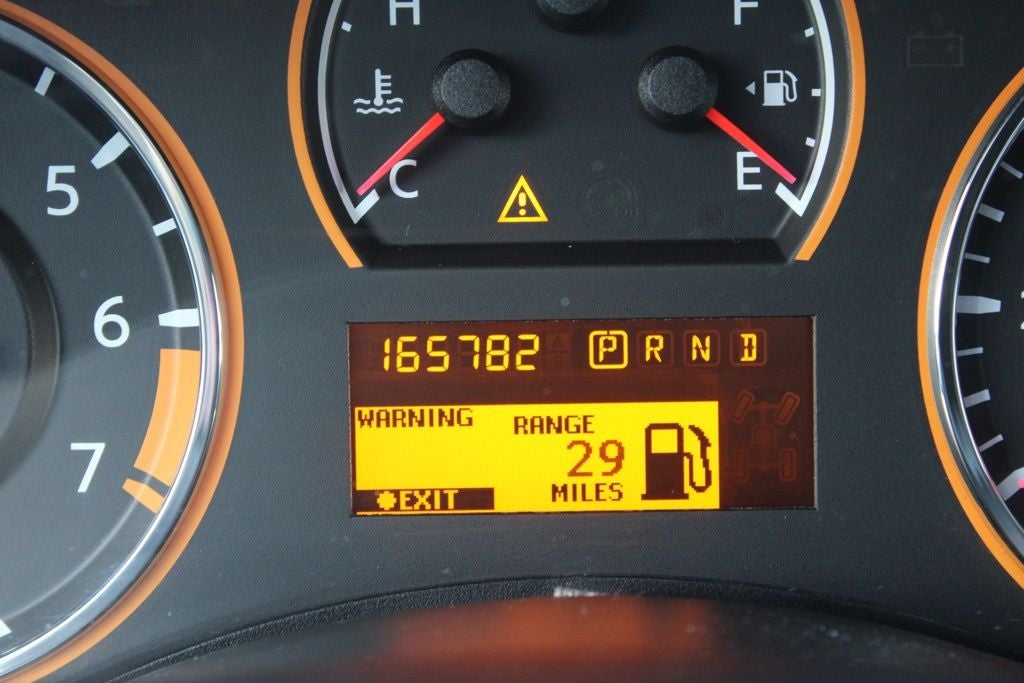 H F
C E
5
6
7
165782 P R N D
WARNING
RANGE
29
MILES
EXIT